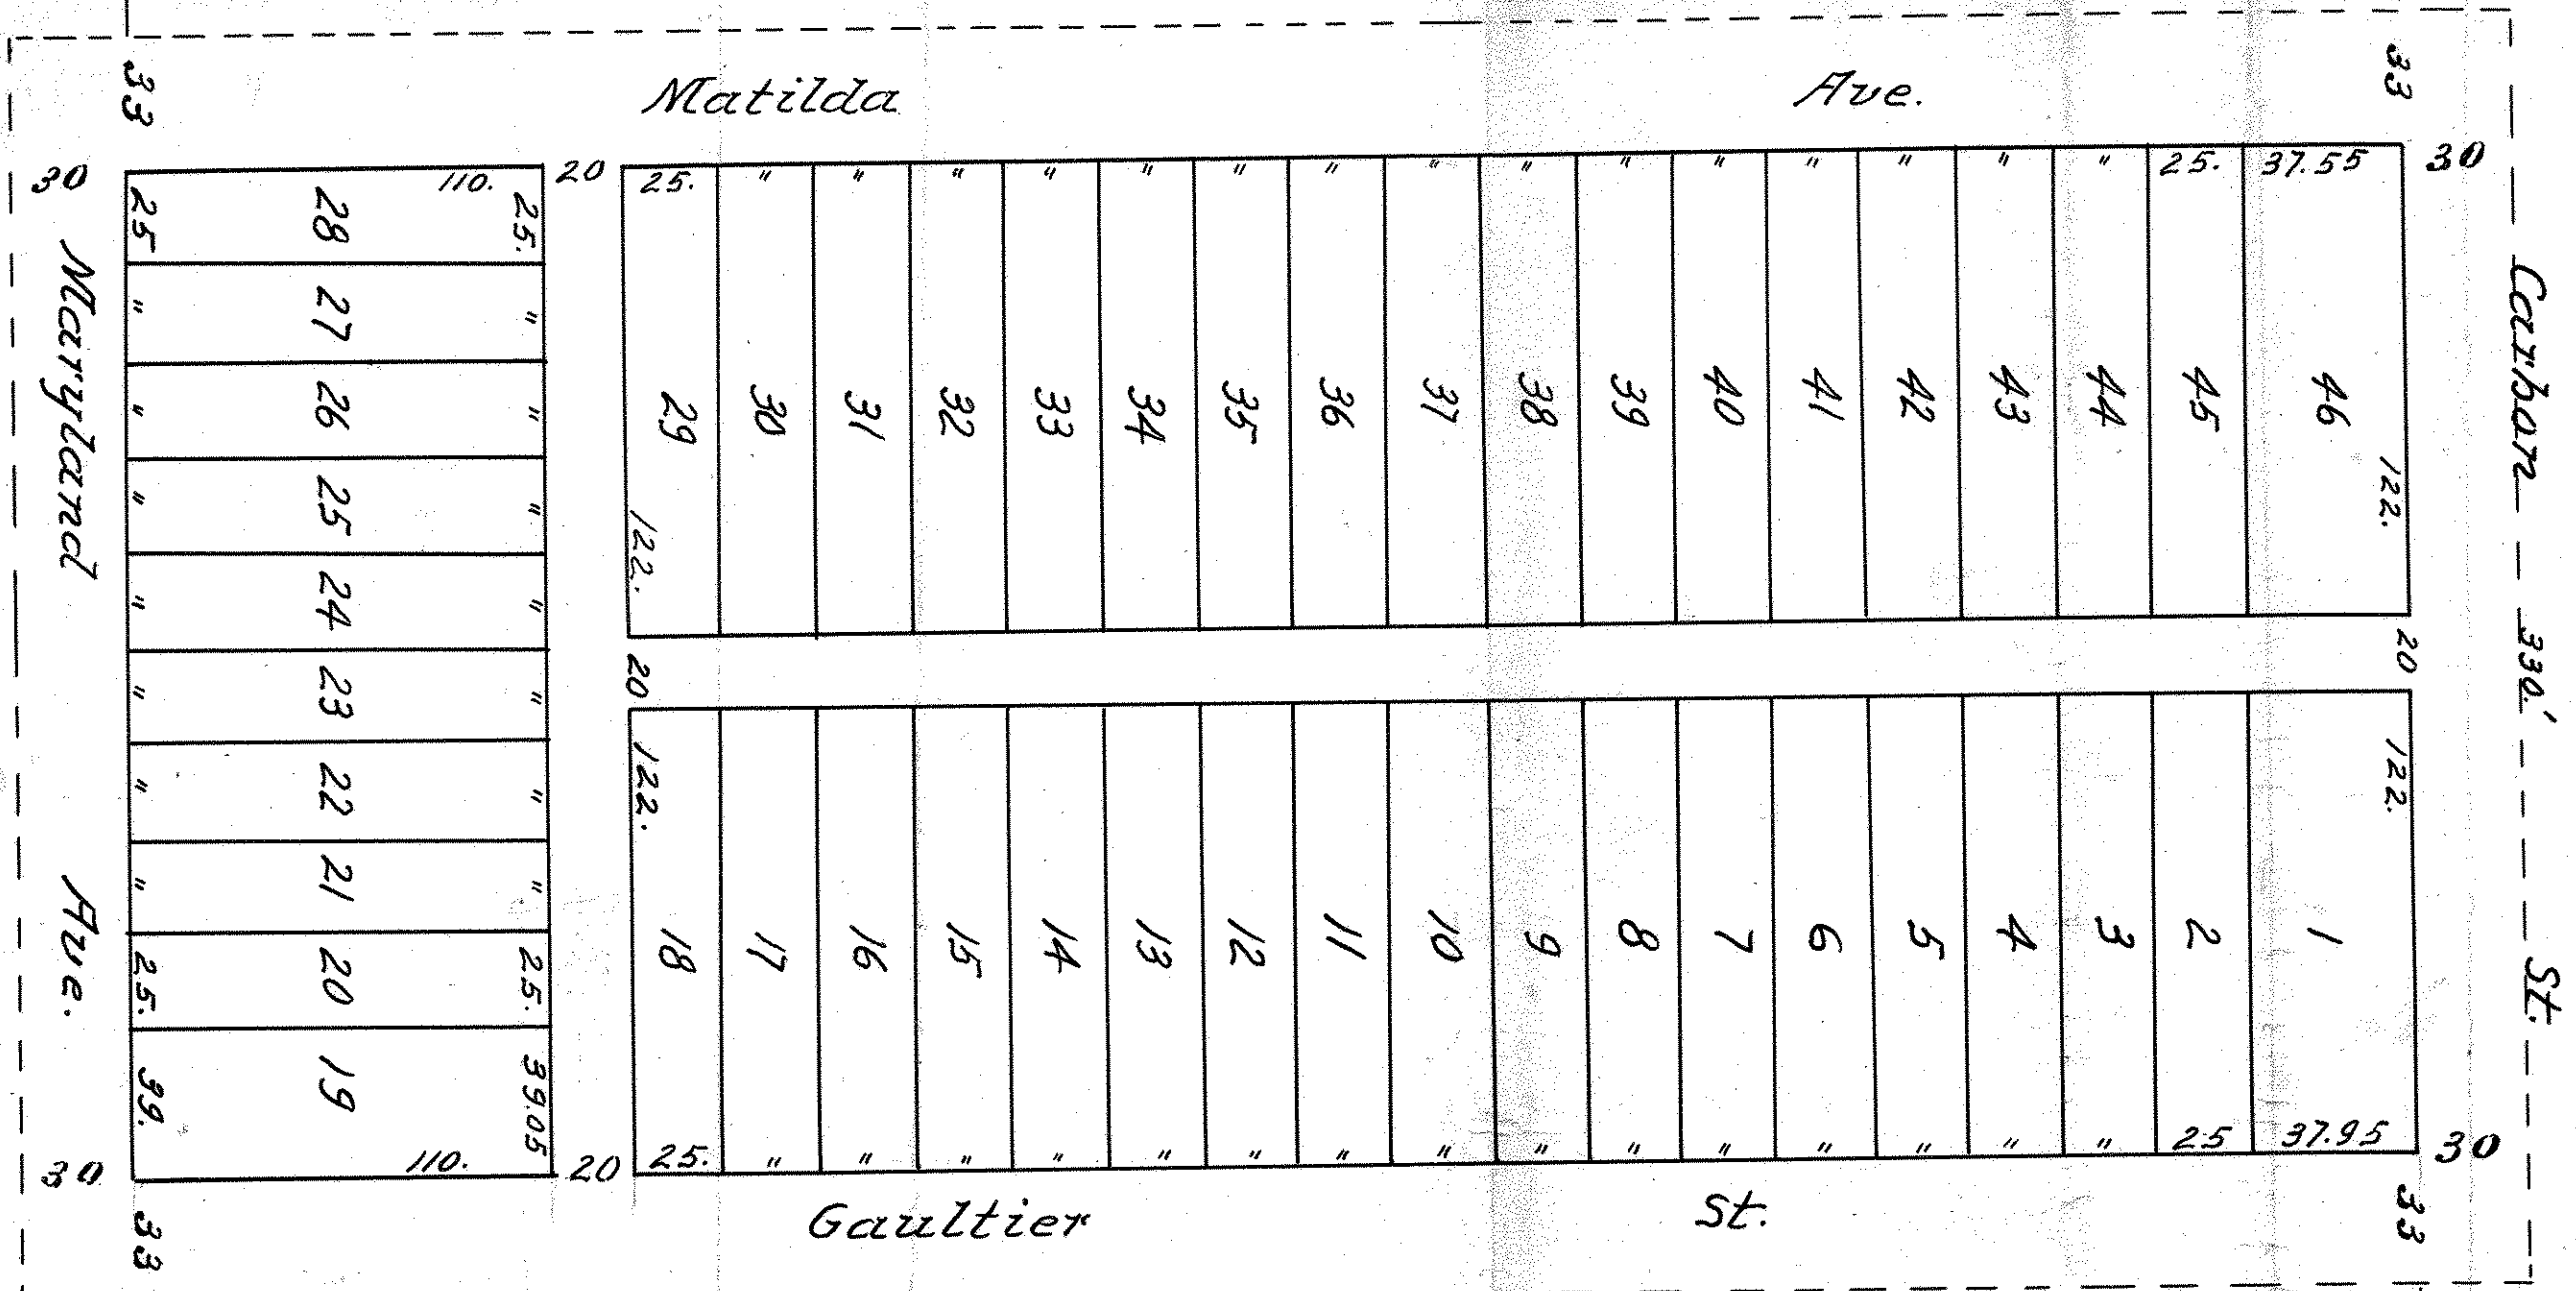 33 Matilda Ave. 33
30 110. 20 25. " " " " " " " " " " " " " " " 25. 37.55 30
25 28 25.
" 27 "
" 26 "
" 25 "
" 24 "
" 23 "
" 22 "
" 21 "
25. 20 25.
39. 19 39.05
Maryland Ave.
29 30 31 32 33 34 35 36 37 38 39 40 41 42 43 44 45 46
122. 122.
20 20
Carbon 330.' St.
122. 122.
18 17 16 15 14 13 12 11 10 9 8 7 6 5 4 3 2 1
30 110. 20 25. " " " " " " " " " " " " " " " 25 37.95 30
33 Gaultier St. 33